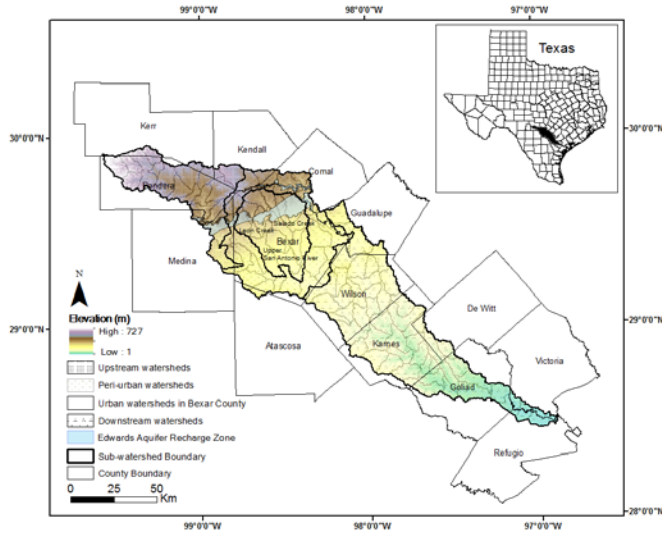 99°0'0"W
98°0'0"W
97°0'0"W
Texas
30°0'0"N
30°0'0"N
Kerr
Kendall
Comal
Bandera
Guadalupe
Salado Creek
Leon Creek
Bexar
Medina
Upper
San Antonio River
N
Wilson
De Witt
29°0'0"N
29°0'0"N
Elevation (m)
High : 727
Low : 1
Atascosa
Karnes
Victoria
Goliad
Upstream watersheds
Peri-urban watersheds
Urban watersheds in Bexar County
Downstream watersheds
Edwards Aquifer Recharge Zone
Sub-watershed Boundary
County Boundary
Refugio
0 25 50
Km
28°0'0"N
99°0'0"W
98°0'0"W
97°0'0"W